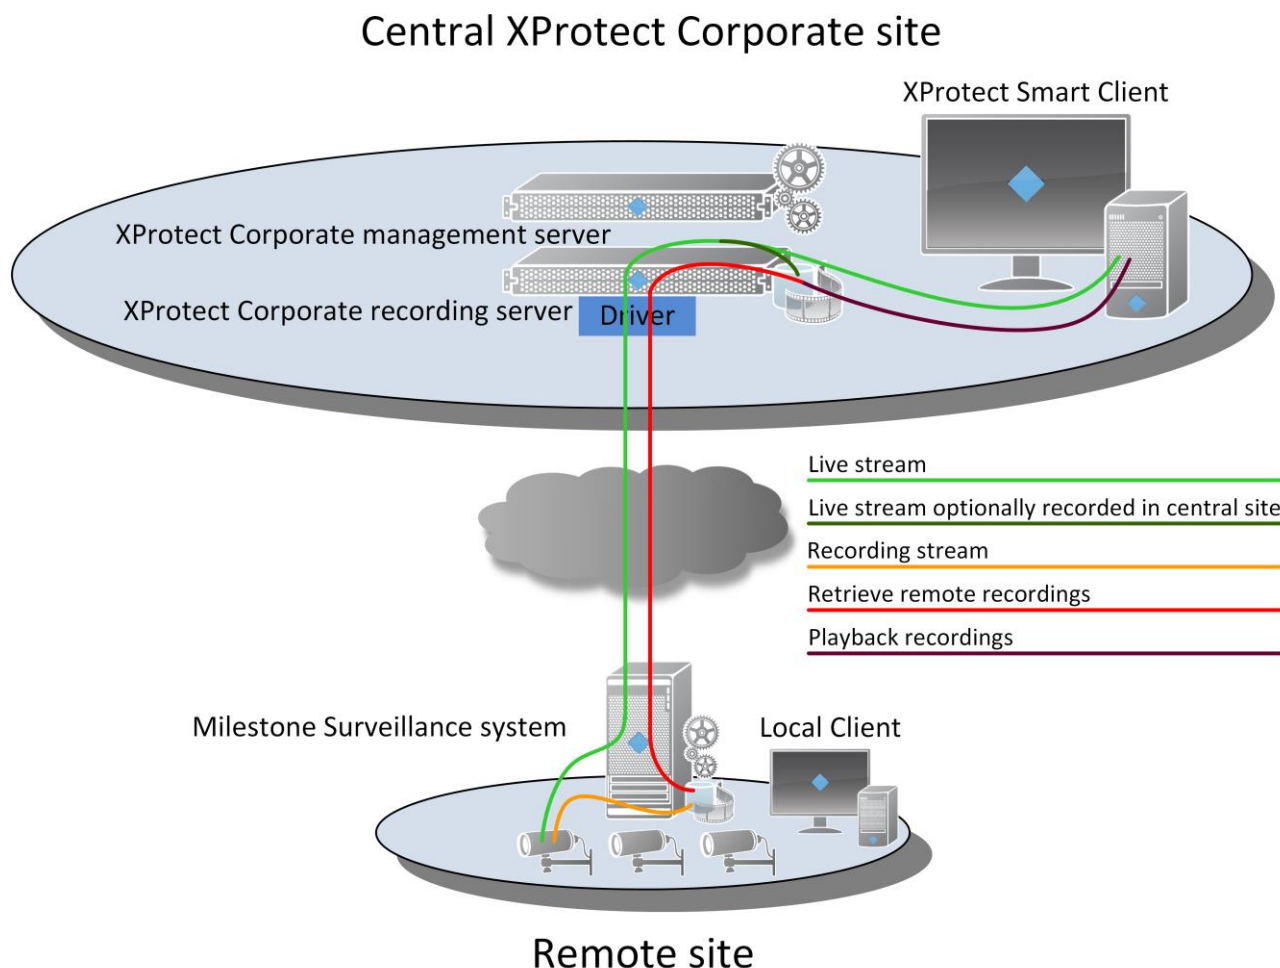 Central XProtect Corporate site
XProtect Smart Client
XProtect Corporate management server
XProtect Corporate recording server
Driver
Live stream
Live stream optionally recorded in central site
Recording stream
Retrieve remote recordings
Playback recordings
Milestone Surveillance system
Local Client
Remote site